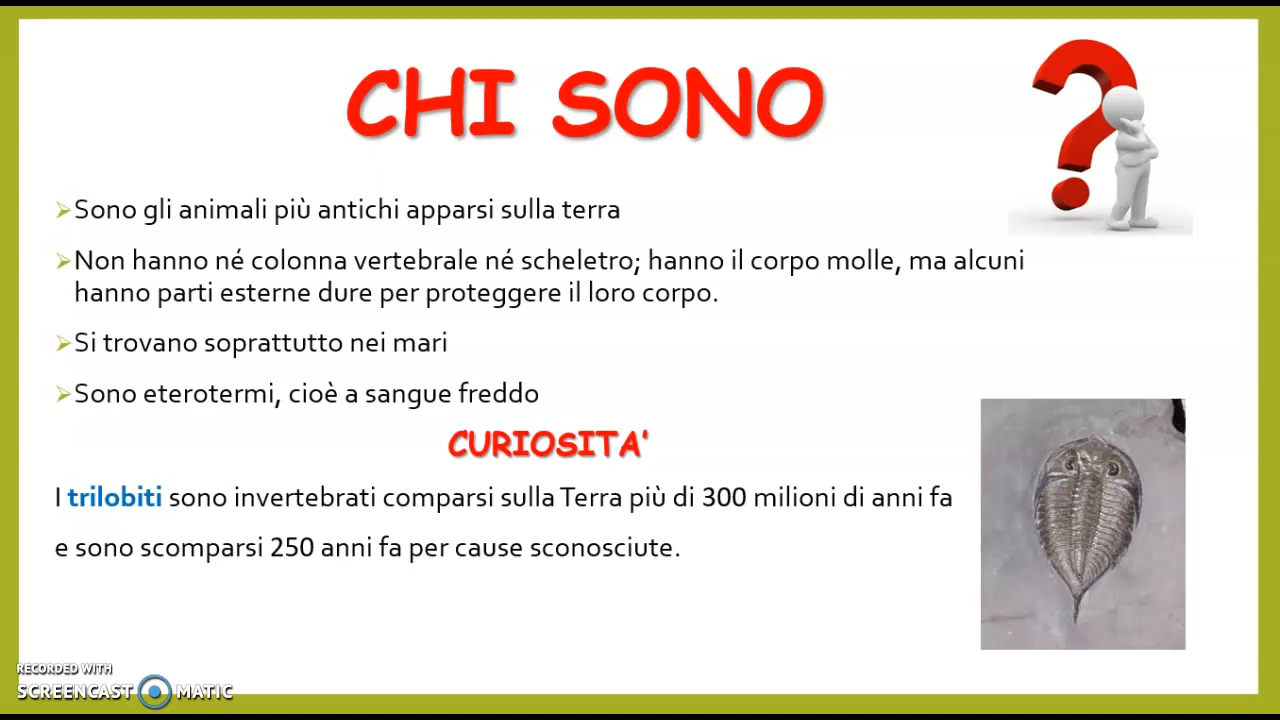 CHI SONO
Sono gli animali più antichi apparsi sulla terra
Non hanno né colonna vertebrale né scheletro; hanno il corpo molle, ma alcuni
hanno parti esterne dure per proteggere il loro corpo.
Si trovano soprattutto nei mari
Sono eterotermi, cioè a sangue freddo
CURIOSITA'
I trilobiti sono invertebrati comparsi sulla Terra più di 300 milioni di anni fa
e sono scomparsi 250 anni fa per cause sconosciute.
RECORDED WITH
SCREENCAST MATIC